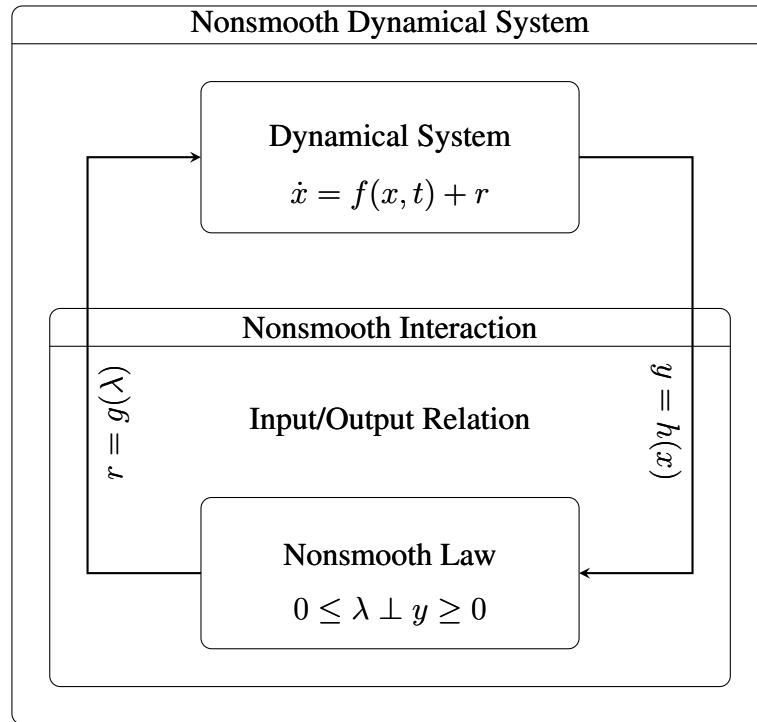 Nonsmooth Dynamical System
Dynamical System
ẋ = f(x, t) + r
Nonsmooth Interaction
r = g(λ)
Input/Output Relation
y = h(x)
Nonsmooth Law
0 ≤ λ ⊥ y ≥ 0